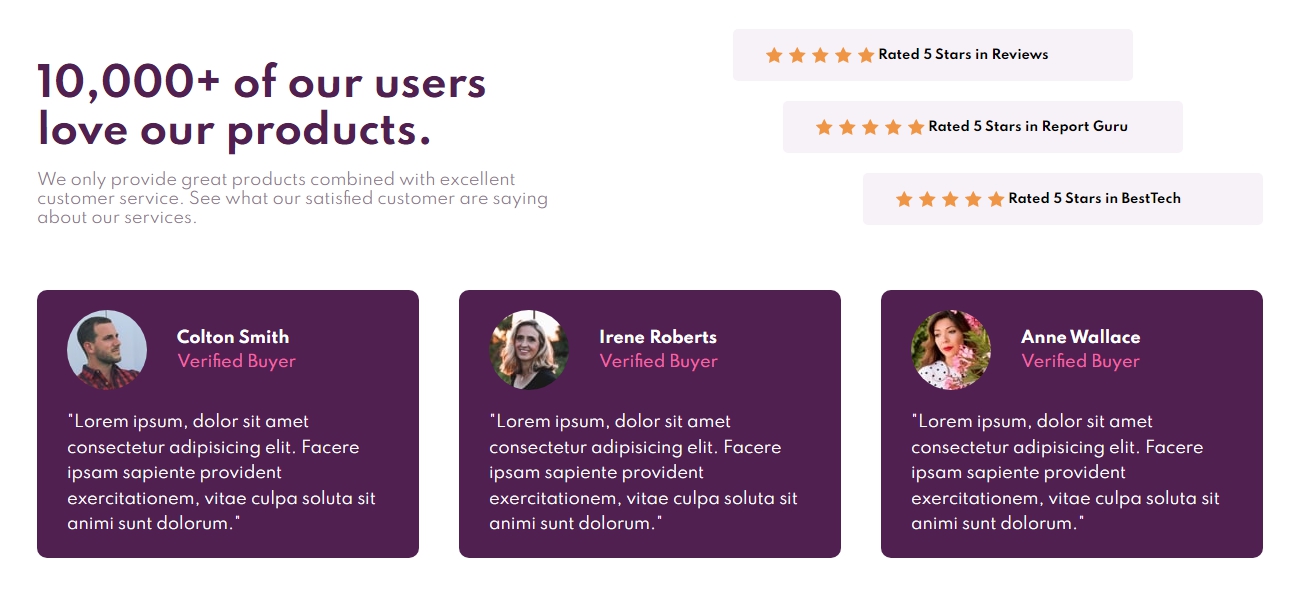 10,000+ of our users
love our products.
We only provide great products combined with excellent
customer service. See what our satisfied customer are saying
about our services.
Rated 5 Stars in Reviews
Rated 5 Stars in Report Guru
Rated 5 Stars in BestTech
Colton Smith
Verified Buyer
"Lorem ipsum, dolor sit amet
consectetur adipisicing elit. Facere
ipsam sapiente provident
exercitationem, vitae culpa soluta sit
animi sunt dolorum."
Irene Roberts
Verified Buyer
"Lorem ipsum, dolor sit amet
consectetur adipisicing elit. Facere
ipsam sapiente provident
exercitationem, vitae culpa soluta sit
animi sunt dolorum."
Anne Wallace
Verified Buyer
"Lorem ipsum, dolor sit amet
consectetur adipisicing elit. Facere
ipsam sapiente provident
exercitationem, vitae culpa soluta sit
animi sunt dolorum."